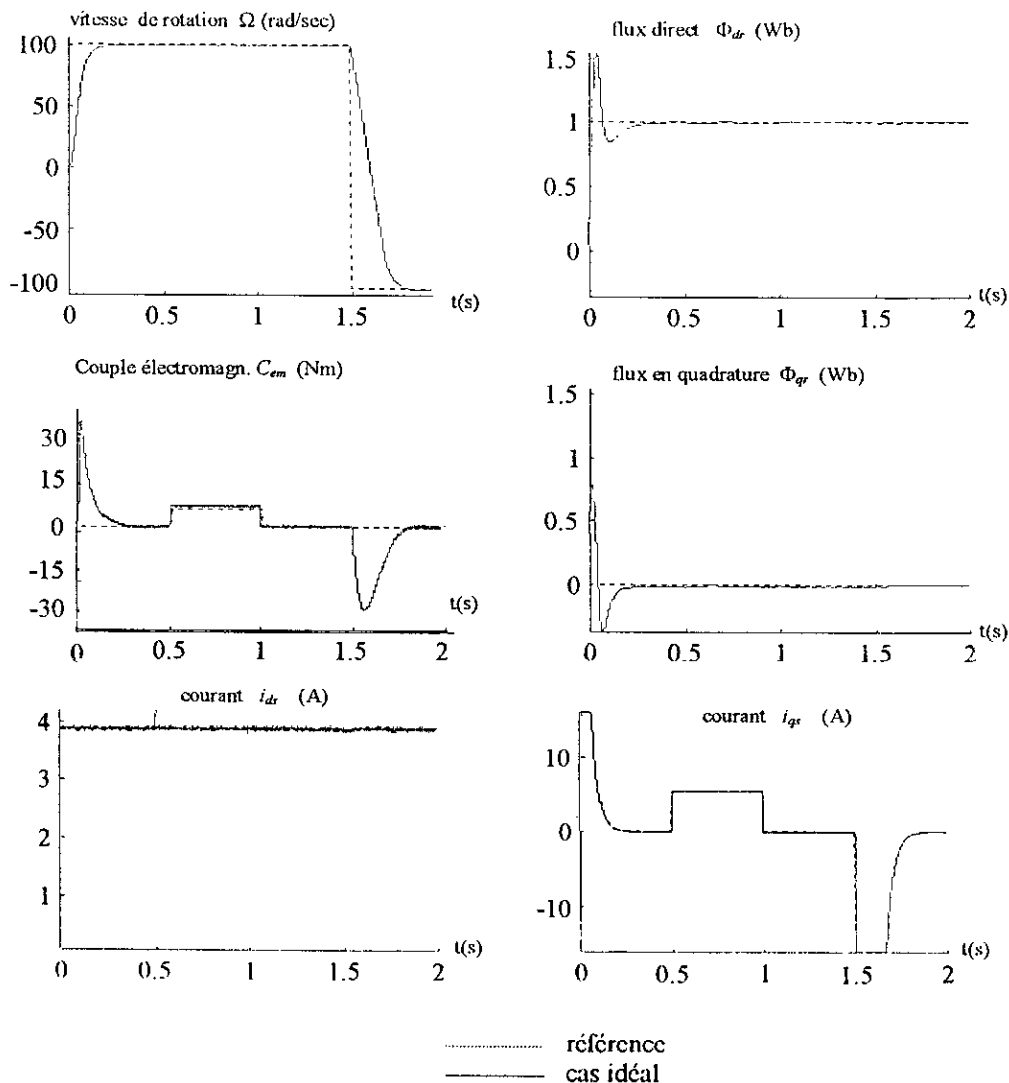 vitesse de rotation Ω (rad/sec)
100
50
0
-50
-100
0 0.5 1 1.5 t(s)
flux direct Φdr (Wb)
1.5
1
0.5
0
0 0.5 1 1.5 2 t(s)
Couple électromagn. Cem (Nm)
30
15
0
-15
-30
0 0.5 1 1.5 2 t(s)
flux en quadrature Φqr (Wb)
1.5
1
0.5
0
0 0.5 1 1.5 2 t(s)
courant ids (A)
4
3
2
1
0 0.5 1 1.5 2 t(s)
courant iqs (A)
10
0
-10
0 0.5 1 1.5 2 t(s)
référence
cas idéal